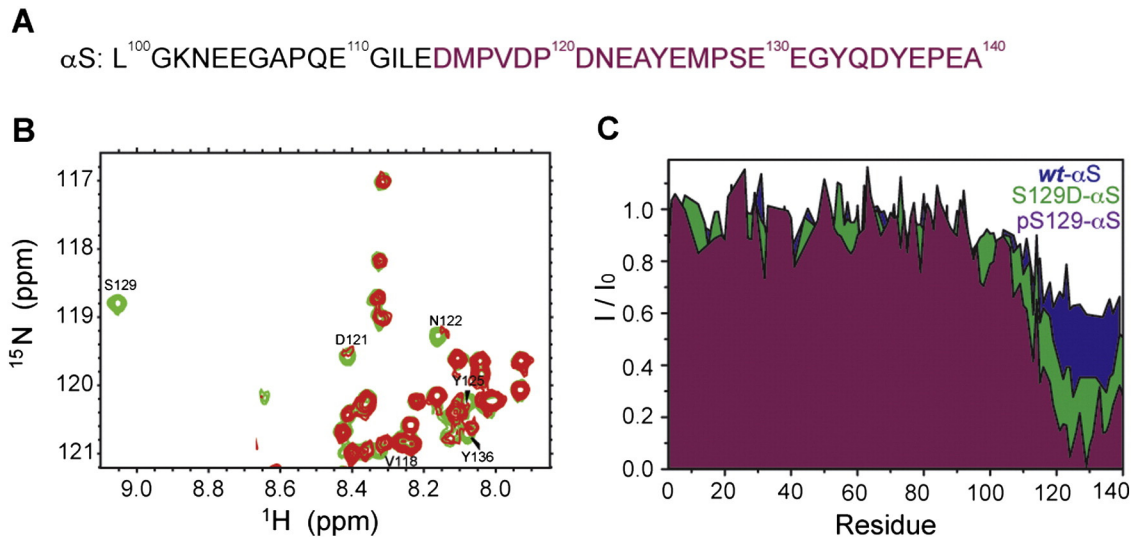 A
αS: L¹⁰⁰GKNEEGAPQE¹¹⁰GILEDMPVDP¹²⁰DNEAYEMPSE¹³⁰EGYQDYEPEA¹⁴⁰
B
117
118
119
120
121
¹⁵N (ppm)
S129
D121
N122
Y125
V118
Y136
9.0 8.8 8.6 8.4 8.2 8.0
¹H (ppm)
C
wt-αS
S129D-αS
pS129-αS
1.0
0.8
0.6
0.4
0.2
0.0
I / I₀
0 20 40 60 80 100 120 140
Residue